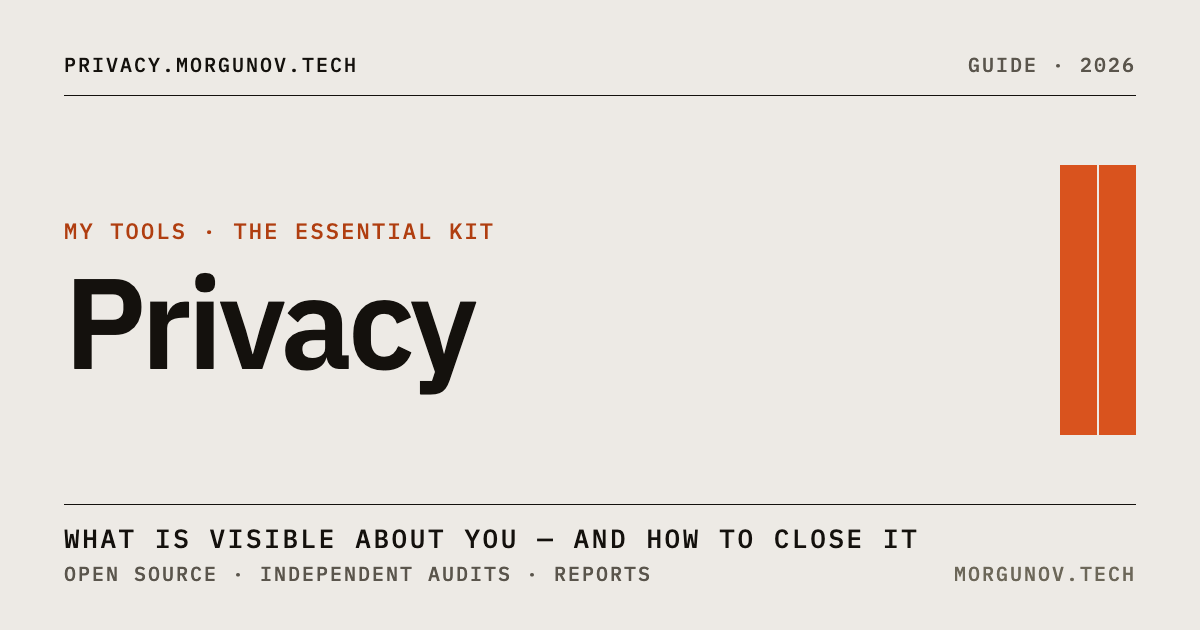 PRIVACY.MORGUNOV.TECH
GUIDE · 2026
MY TOOLS · THE ESSENTIAL KIT
Privacy
WHAT IS VISIBLE ABOUT YOU — AND HOW TO CLOSE IT
OPEN SOURCE · INDEPENDENT AUDITS · REPORTS
MORGUNOV.TECH